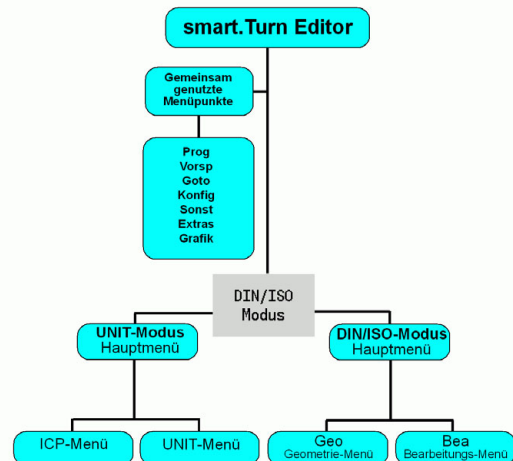 smart.Turn Editor
Gemeinsam
genutzte
Menüpunkte
Prog
Vorsp
Goto
Konfig
Sonst
Extras
Grafik
DIN/ISO
Modus
UNIT-Modus
Hauptmenü
DIN/ISO-Modus
Hauptmenü
ICP-Menü
UNIT-Menü
Geo
Geometrie-Menü
Bea
Bearbeitungs-Menü